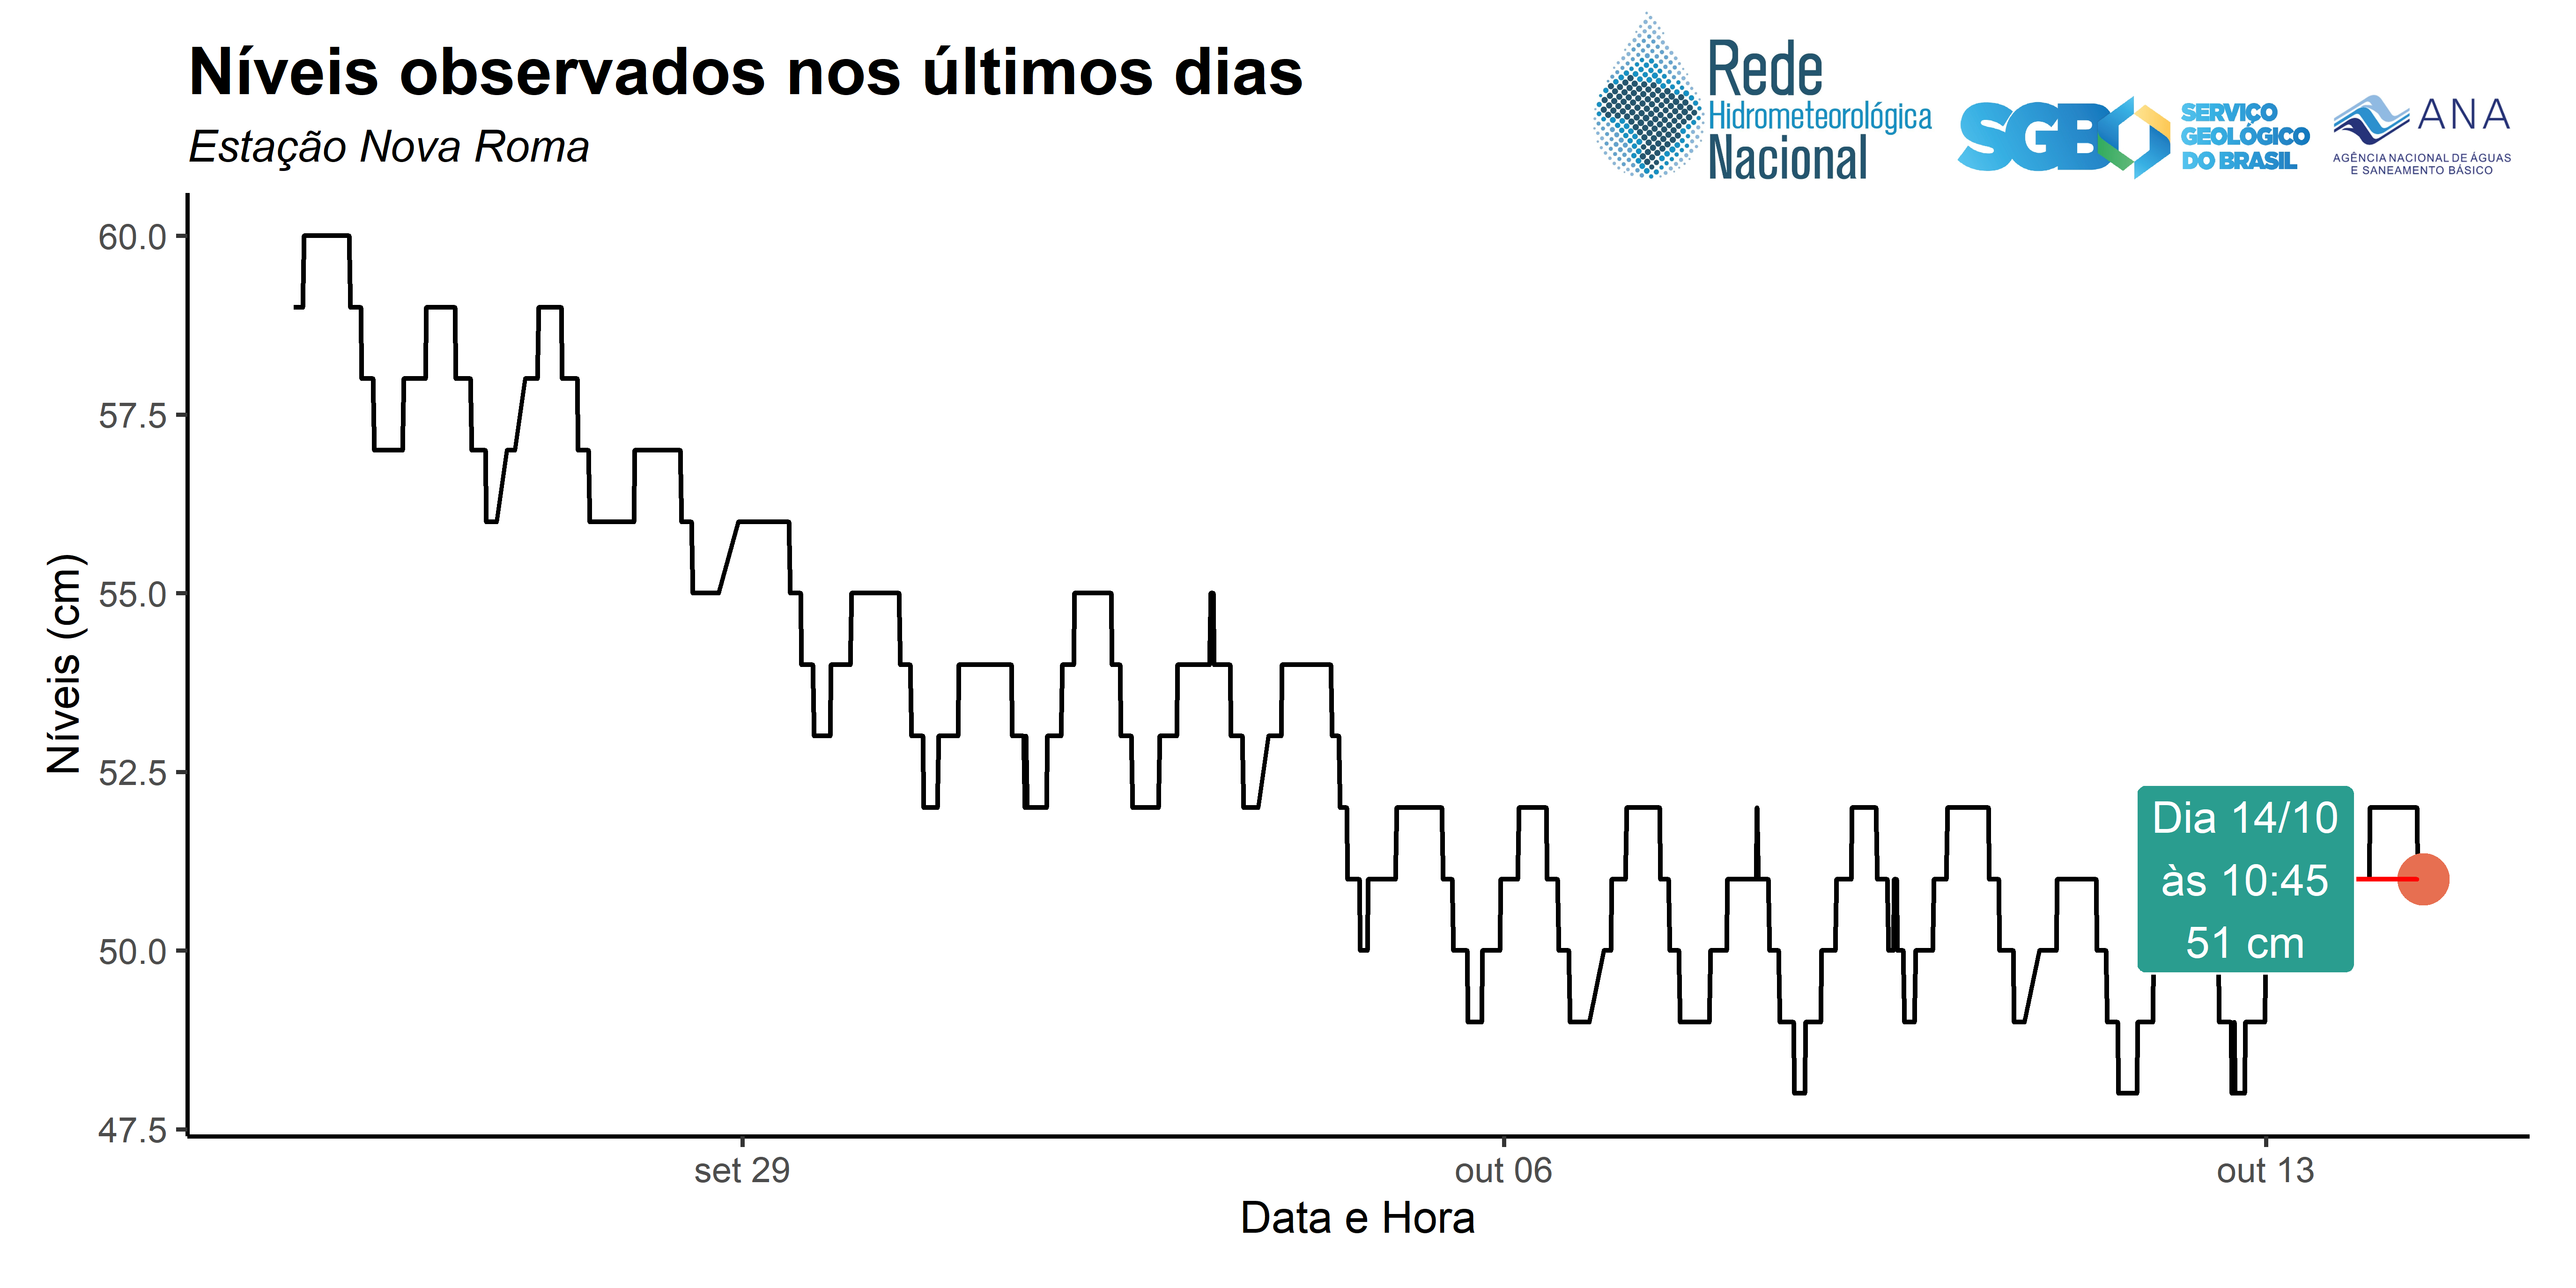 Níveis observados nos últimos dias
Estação Nova Roma
Rede
Hidrometeorológica
Nacional
SGB
SERVIÇO
GEOLÓGICO
DO BRASIL
ANA
AGÊNCIA NACIONAL DE ÁGUAS
E SANEAMENTO BÁSICO
Níveis (cm)
60.0
57.5
55.0
52.5
50.0
47.5
Dia 14/10
às 10:45
51 cm
set 29
out 06
out 13
Data e Hora